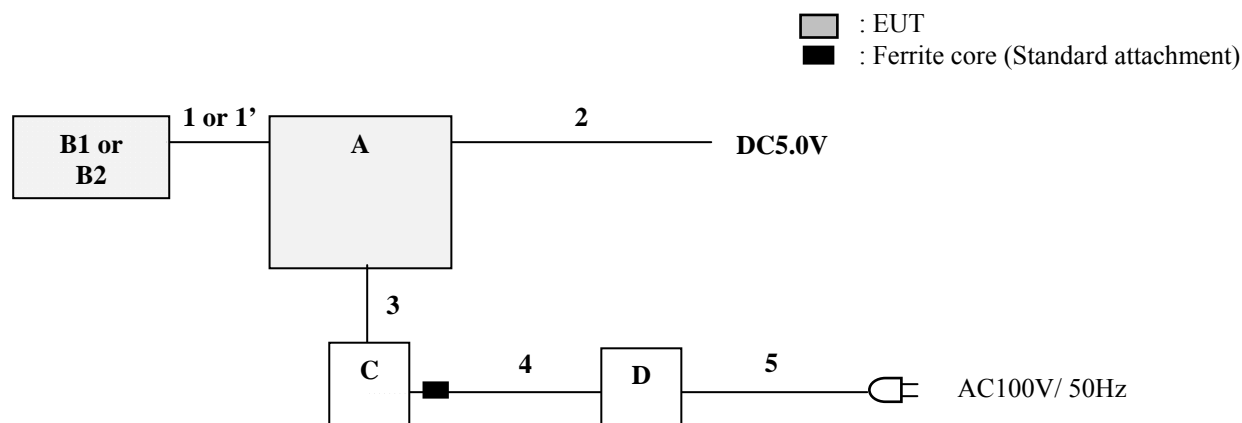 : EUT
: Ferrite core (Standard attachment)
1 or 1’
2
B1 or
B2
A
DC5.0V
3
C
4
D
5
AC100V/ 50Hz